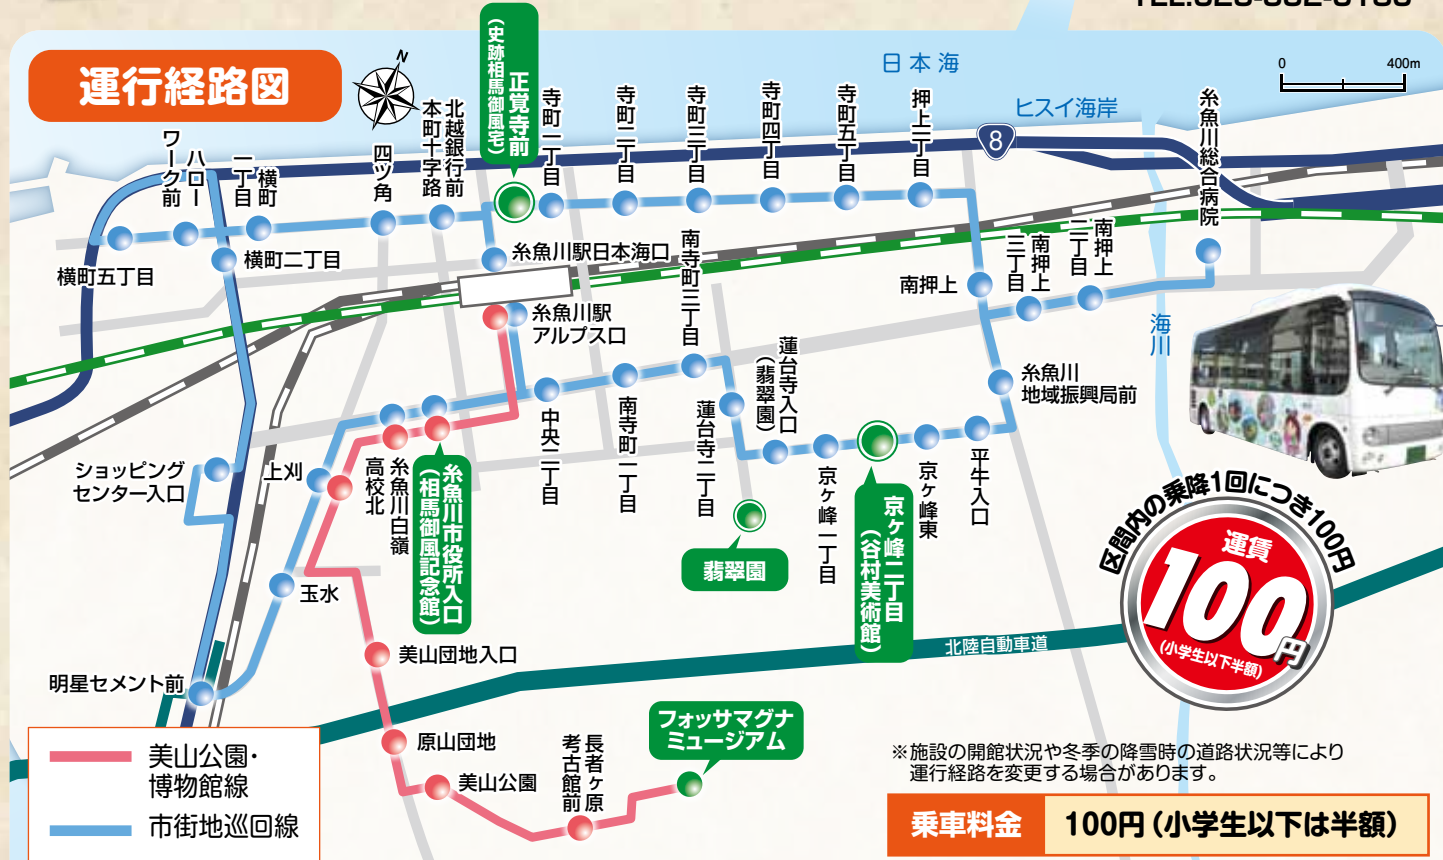 運行経路図
N
日本海
0 400m
ヒスイ海岸
8
ワーク前
ハロー
一丁目
横町
四ツ角
本町十字路
北越銀行前
正覚寺前
(史跡相馬御風宅)
寺町一丁目
寺町二丁目
寺町三丁目
寺町四丁目
寺町五丁目
押上一丁目
糸魚川総合病院
横町五丁目
横町二丁目
糸魚川駅日本海口
糸魚川駅
アルプス口
南寺町三丁目
南押上
南押上
三丁目
南押上
二丁目
海川
糸魚川
地域振興局前
蓮台寺入口
(翡翠園)
ショッピング
センター入口
上刈
糸魚川白嶺
高校北
糸魚川市役所入口
(相馬御風記念館)
中央二丁目
南寺町一丁目
蓮台寺二丁目
翡翠園
京ヶ峰一丁目
京ヶ峰二丁目
(谷村美術館)
京ヶ峰東
平牛入口
玉水
美山団地入口
明星セメント前
北陸自動車道
原山団地
美山公園
長者ヶ原
考古館前
フォッサマグナ
ミュージアム
区間内の乗降1回につき100円
運賃
100円
(小学生以下半額)
美山公園・
博物館線
市街地巡回線
※施設の開館状況や冬季の降雪時の道路状況等により
運行経路を変更する場合があります。
乗車料金 100円(小学生以下は半額)